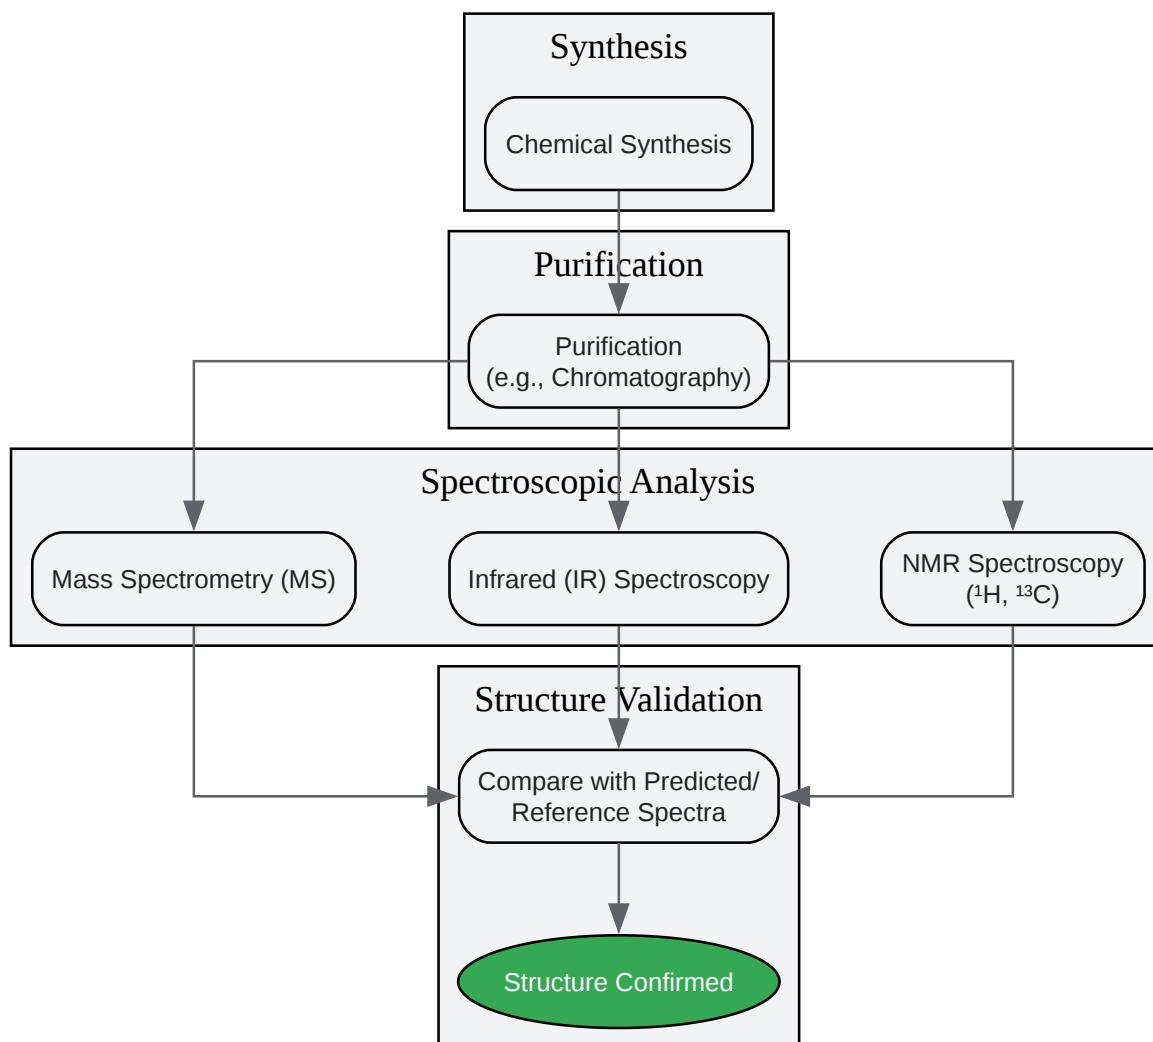 Synthesis
Chemical Synthesis
Purification
Purification
(e.g., Chromatography)
Spectroscopic Analysis
Mass Spectrometry (MS)
Infrared (IR) Spectroscopy
NMR Spectroscopy
(¹H, ¹³C)
Structure Validation
Compare with Predicted/
Reference Spectra
Structure Confirmed